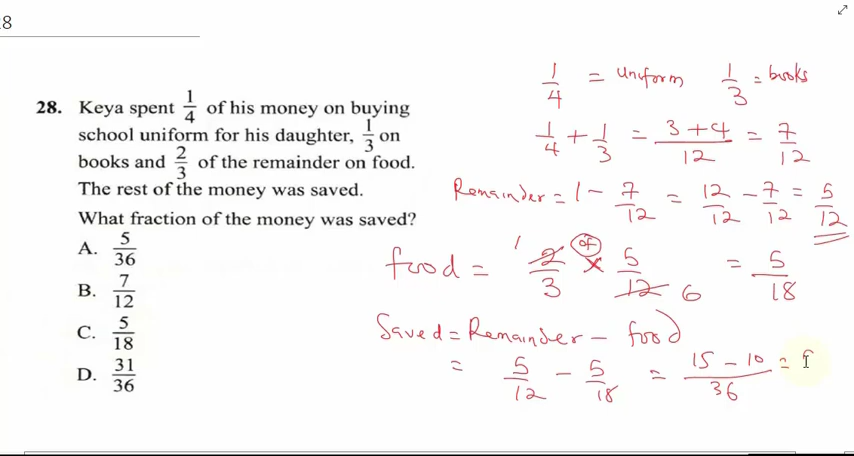 8
28. Keya spent 1/4 of his money on buying
school uniform for his daughter, 1/3 on
books and 2/3 of the remainder on food.
The rest of the money was saved.
What fraction of the money was saved?
A. 5/36
B. 7/12
C. 5/18
D. 31/36
1/4 = uniform 1/3 = books
1/4 + 1/3 = 3+4/12 = 7/12
Remainder = 1 - 7/12 = 12/12 - 7/12 = 5/12
food = 1 2/3 of × 5/12 6 = 5/18
Saved = Remainder - food
= 5/12 - 5/18 = 15 - 10/36 =